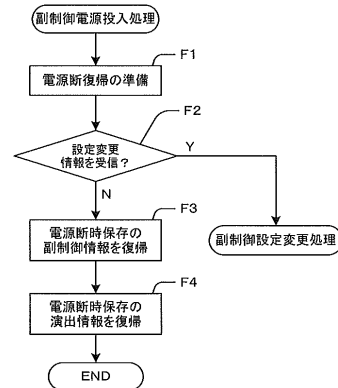 副制御電源投入処理
F1
電源断復帰の準備
F2
設定変更
情報を受信?
Y
N
F3
電源断時保存の
副制御情報を復帰
副制御設定変更処理
F4
電源断時保存の
演出情報を復帰
END